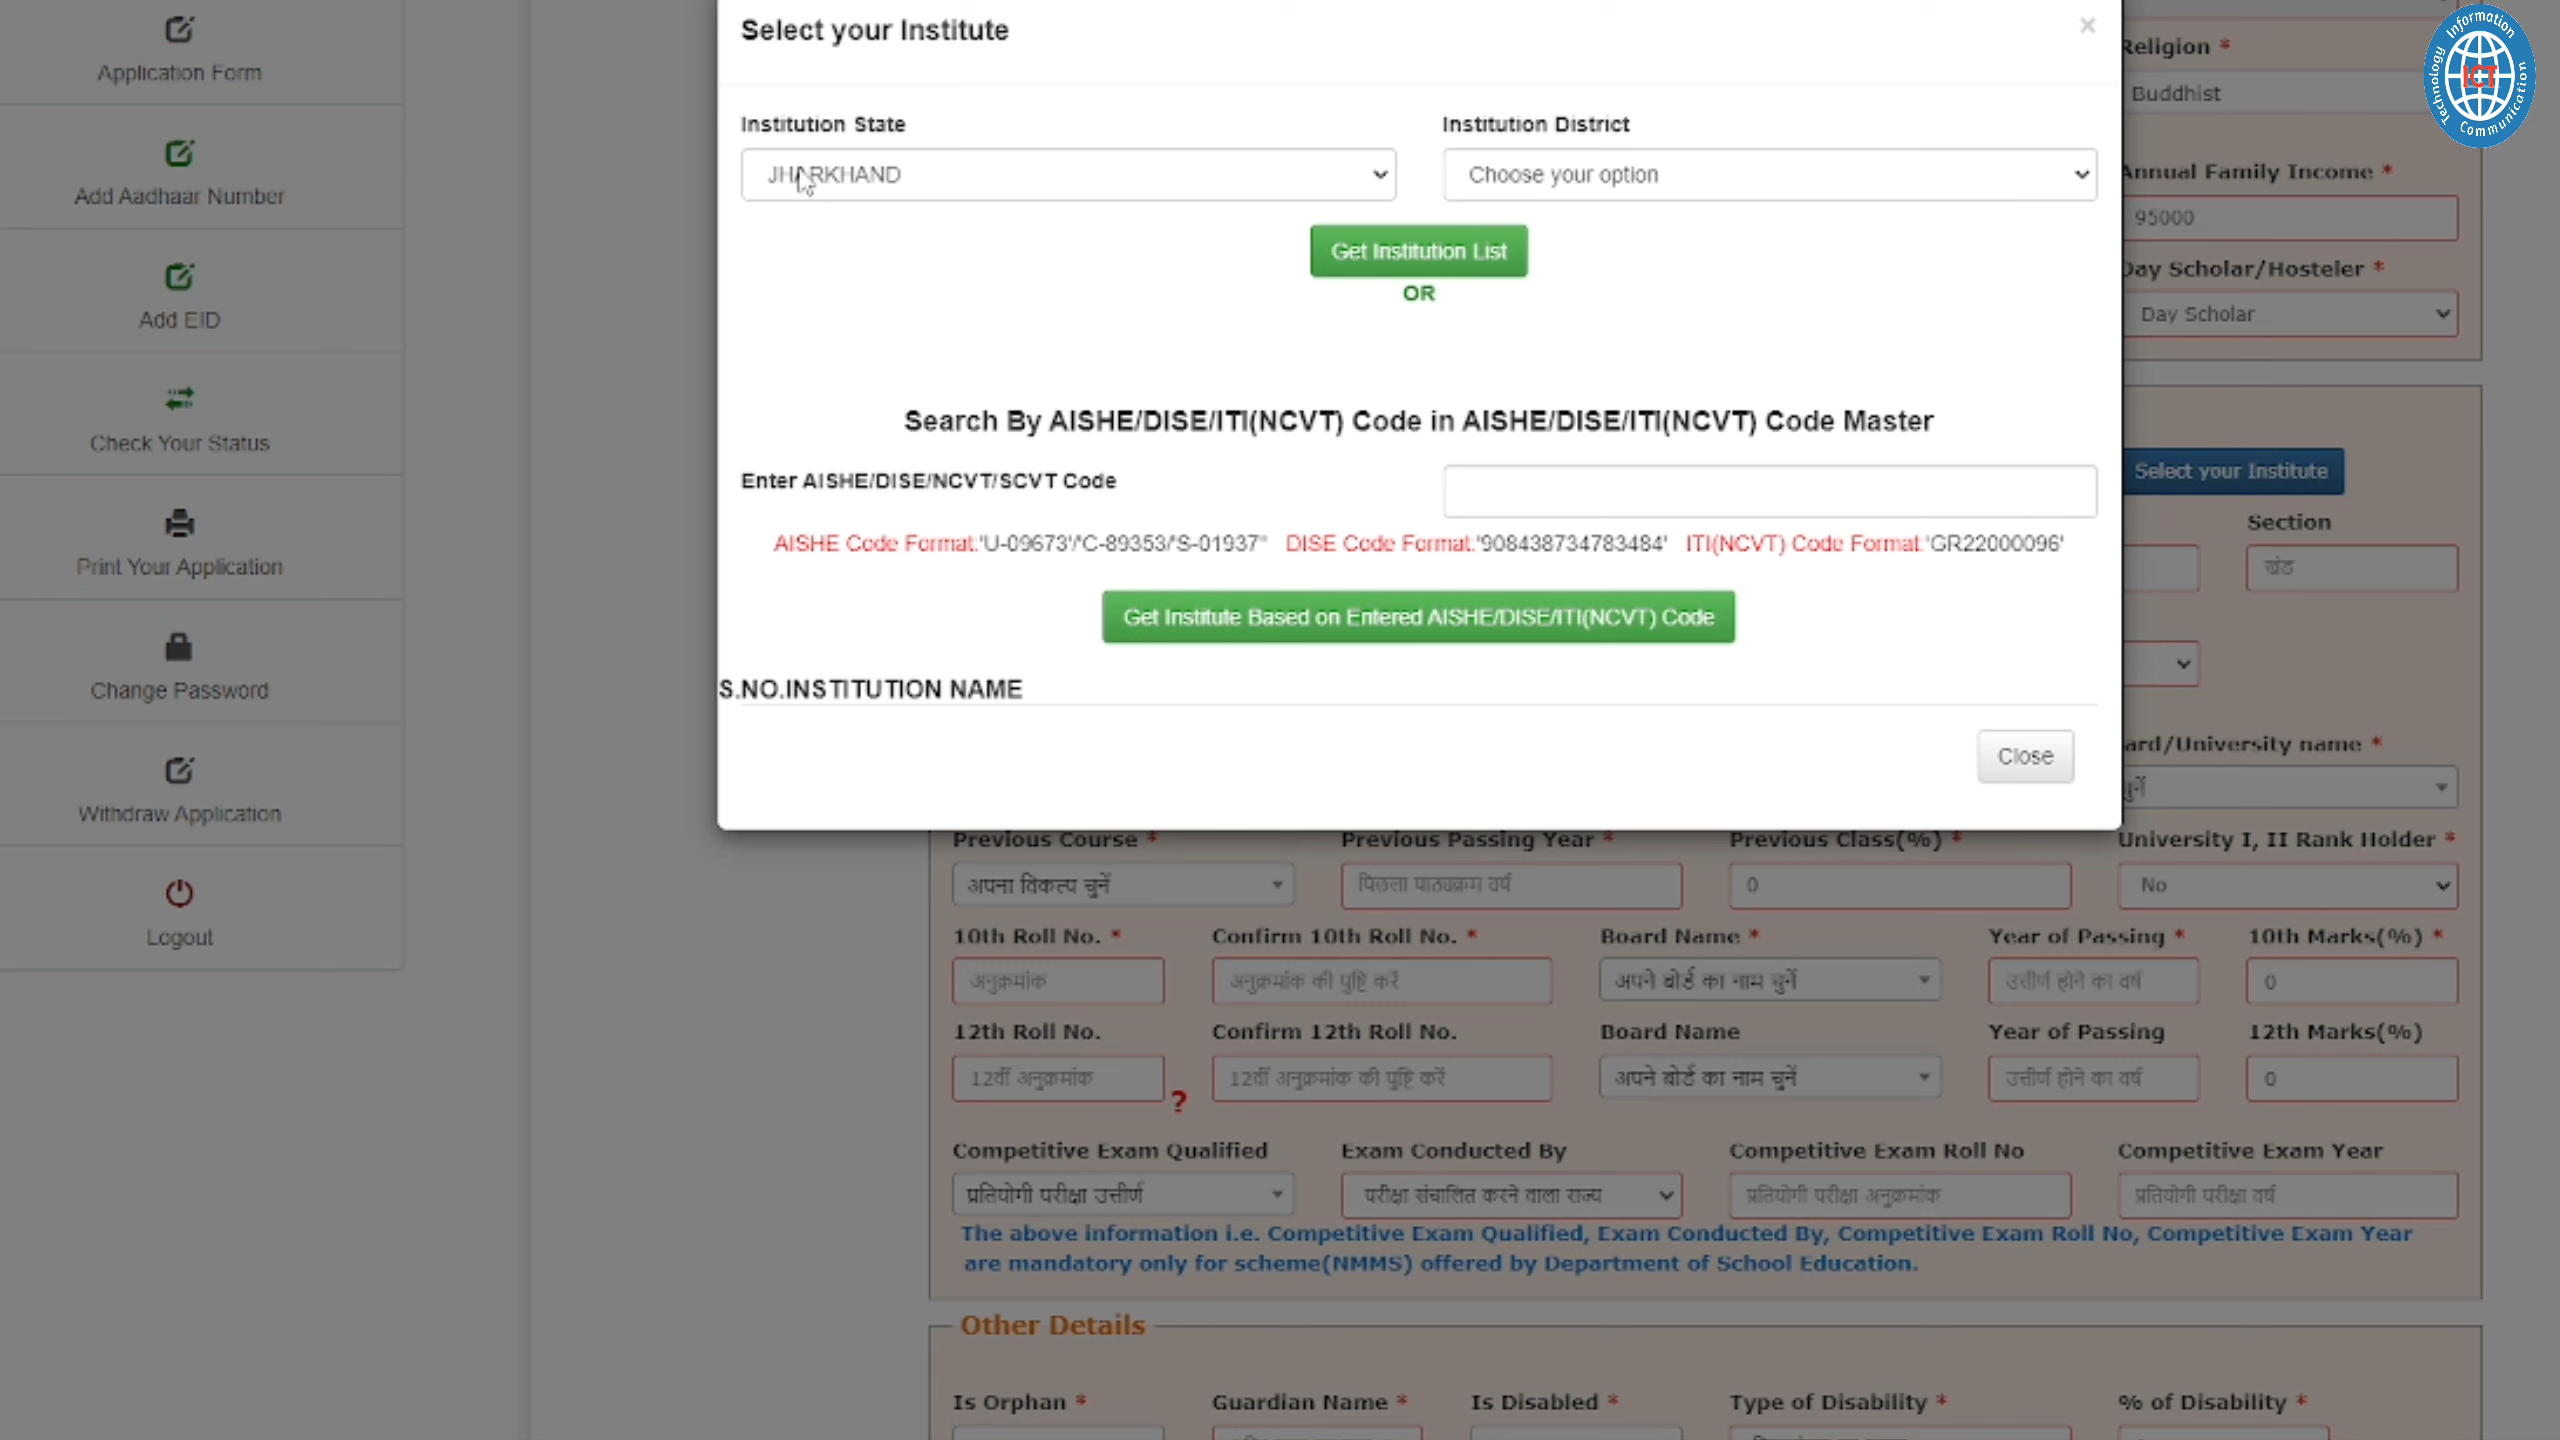 Application Form
Add Aadhaar Number
Add EID
Check Your Status
Print Your Application
Change Password
Withdraw Application
Logout
Select your Institute
×
Institution State
Institution District
JHARKHAND
Choose your option
Get Institution List
OR
Search By AISHE/DISE/ITI(NCVT) Code in AISHE/DISE/ITI(NCVT) Code Master
Enter AISHE/DISE/NCVT/SCVT Code
AISHE Code Format:'U-09673'/'C-89353/'S-01937'' DISE Code Format:'908438734783484' ITI(NCVT) Code Format:'GR22000096'
Get Institute Based on Entered AISHE/DISE/ITI(NCVT) Code
S.NO.INSTITUTION NAME
Close
Religion *
Buddhist
Annual Family Income *
95000
Day Scholar/Hosteler *
Day Scholar
Select your Institute
Section
खंड
ard/University name *
Previous Course *
Previous Passing Year *
Previous Class(%) *
University I, II Rank Holder *
अपना विकल्प चुनें
पिछला पाठ्यक्रम वर्ष
0
No
10th Roll No. *
Confirm 10th Roll No. *
Board Name *
Year of Passing *
10th Marks(%) *
अनुक्रमांक
अनुक्रमांक की पुष्टि करें
अपने बोर्ड का नाम चुनें
उत्तीर्ण होने का वर्ष
0
12th Roll No.
Confirm 12th Roll No.
Board Name
Year of Passing
12th Marks(%)
12वीं अनुक्रमांक
?
12वीं अनुक्रमांक की पुष्टि करें
अपने बोर्ड का नाम चुनें
उत्तीर्ण होने का वर्ष
0
Competitive Exam Qualified
Exam Conducted By
Competitive Exam Roll No
Competitive Exam Year
प्रतियोगी परीक्षा उत्तीर्ण
परीक्षा संचालित करने वाला राज्य
प्रतियोगी परीक्षा अनुक्रमांक
प्रतियोगी परीक्षा वर्ष
The above information i.e. Competitive Exam Qualified, Exam Conducted By, Competitive Exam Roll No, Competitive Exam Year
are mandatory only for scheme(NMMS) offered by Department of School Education.
Other Details
Is Orphan *
Guardian Name *
Is Disabled *
Type of Disability *
% of Disability *
Information
Technology
ICT
Communication